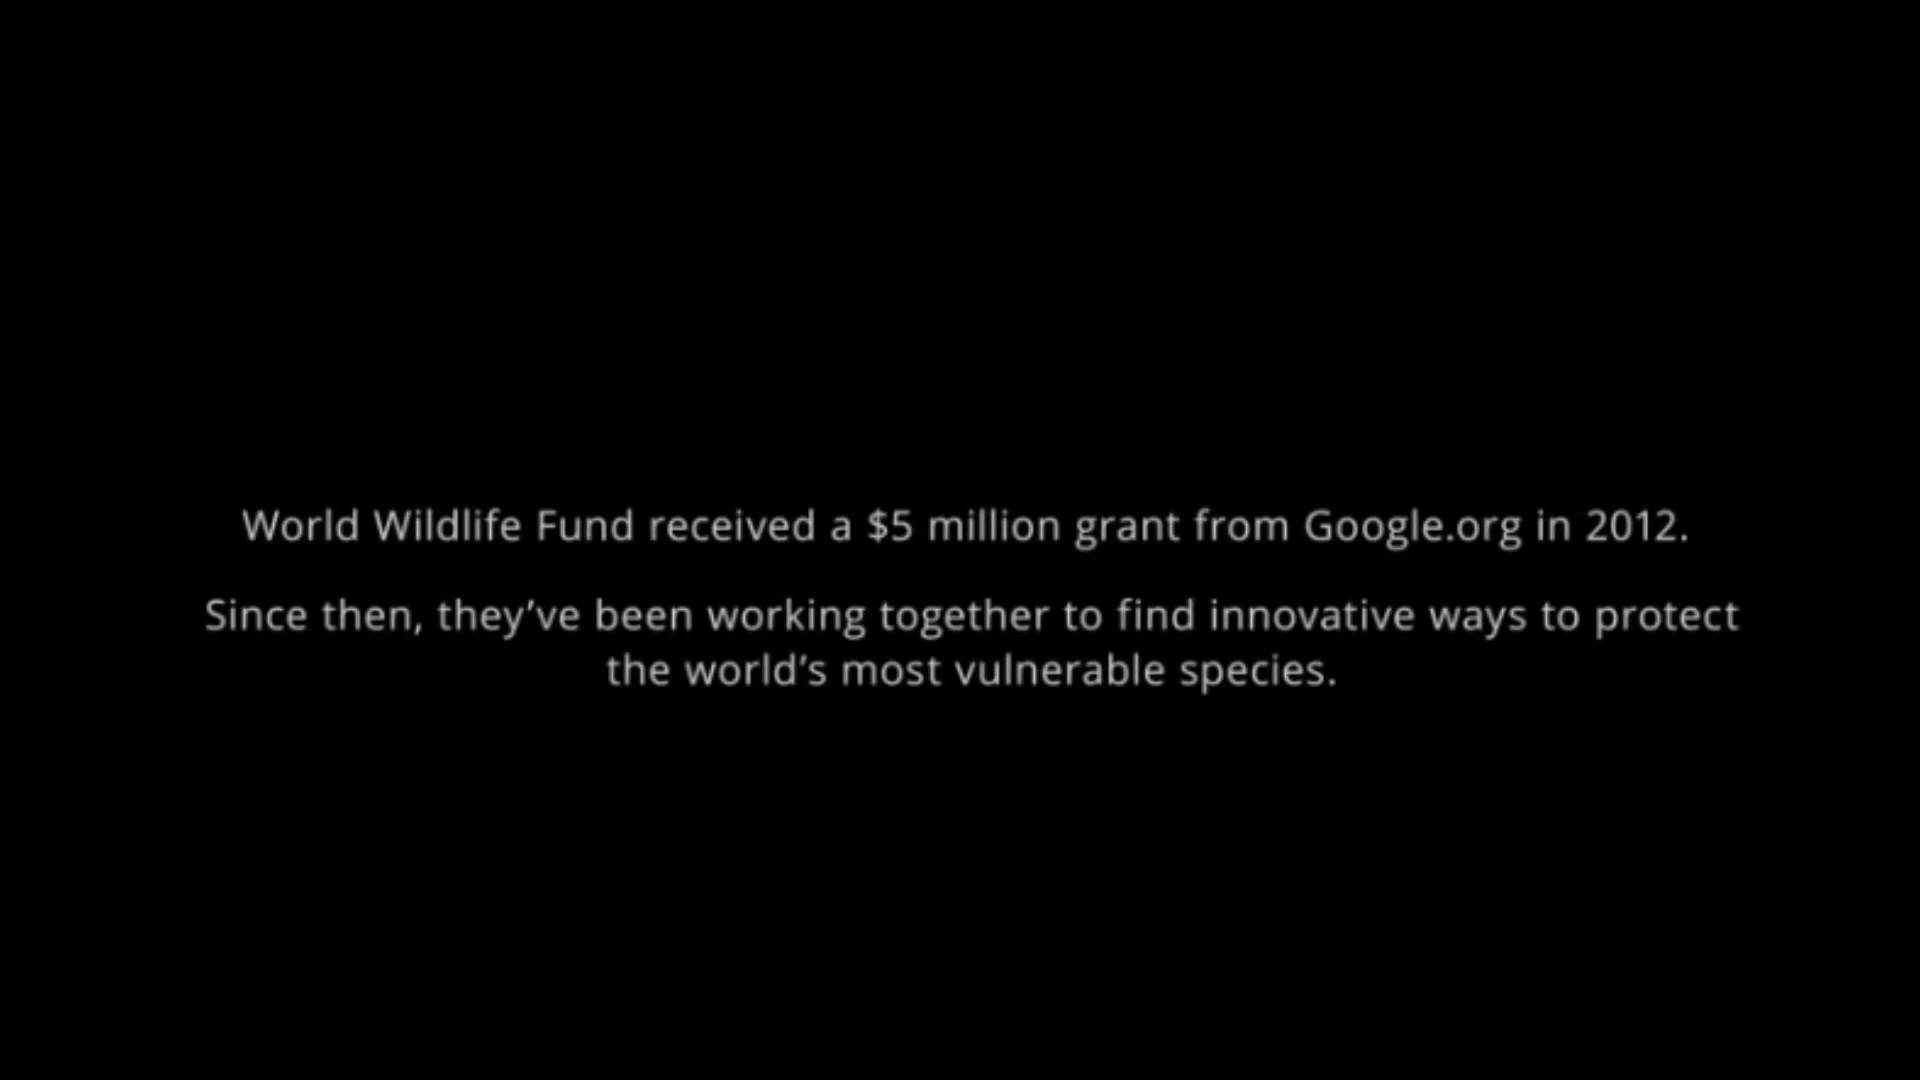 World Wildlife Fund received a $5 million grant from Google.org in 2012.
Since then, they’ve been working together to find innovative ways to protect
the world’s most vulnerable species.